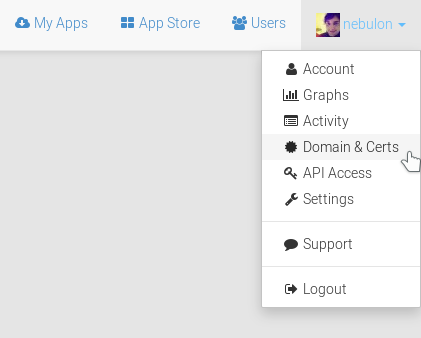 My Apps App Store Users nebulon
Account
Graphs
Activity
Domain & Certs
API Access
Settings
Support
Logout